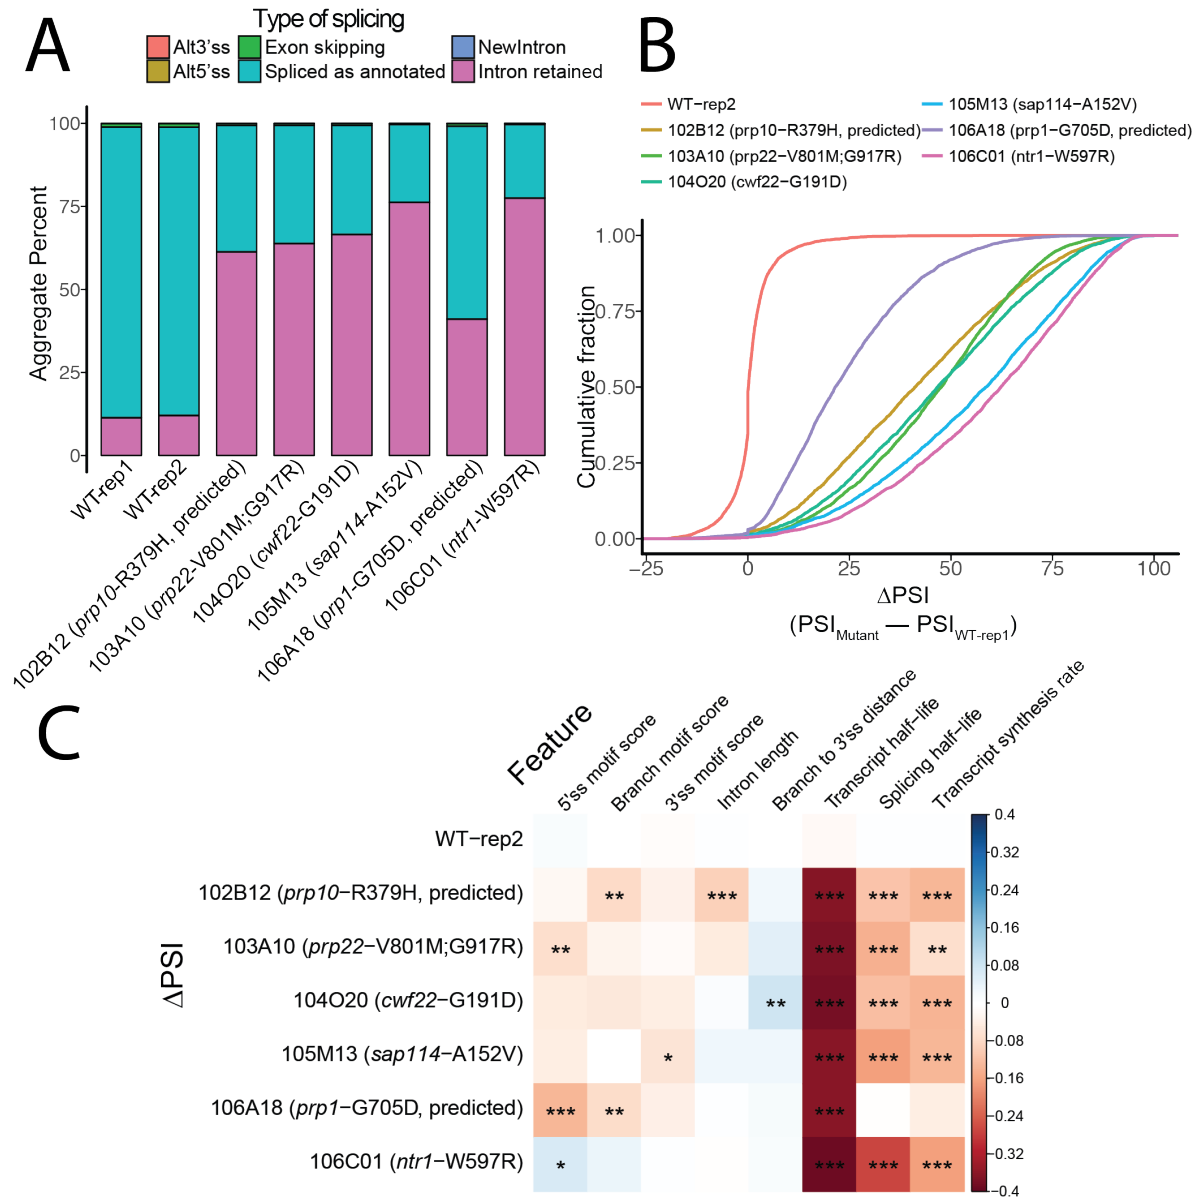 A
Type of splicing
Alt3'ss
Exon skipping
NewIntron
Alt5'ss
Spliced as annotated
Intron retained
Aggregate Percent
100
75
50
25
0
WT-rep1
WT-rep2
102B12 (prp10-R379H, predicted)
103A10 (prp22-V801M;G917R)
104O20 (cwf22-G191D)
105M13 (sap114-A152V)
106A18 (prp1-G705D, predicted)
106C01 (ntr1-W597R)
B
WT−rep2
102B12 (prp10−R379H, predicted)
103A10 (prp22−V801M;G917R)
104O20 (cwf22−G191D)
105M13 (sap114−A152V)
106A18 (prp1−G705D, predicted)
106C01 (ntr1−W597R)
Cumulative fraction
1.00
0.75
0.50
0.25
0.00
−25 0 25 50 75 100
ΔPSI
(PSIMutant — PSIWT-rep1)
C
Feature
5'ss motif score
Branch motif score
3'ss motif score
Intron length
Branch to 3'ss distance
Transcript half−life
Splicing half−life
Transcript synthesis rate
ΔPSI
WT−rep2
102B12 (prp10−R379H, predicted) ** *** *** *** ***
103A10 (prp22−V801M;G917R) ** *** *** **
104O20 (cwf22−G191D) ** *** *** ***
105M13 (sap114−A152V) * *** *** ***
106A18 (prp1−G705D, predicted) *** ** ***
106C01 (ntr1−W597R) * *** *** ***
0.4
0.32
0.24
0.16
0.08
0
−0.08
−0.16
−0.24
−0.32
−0.4